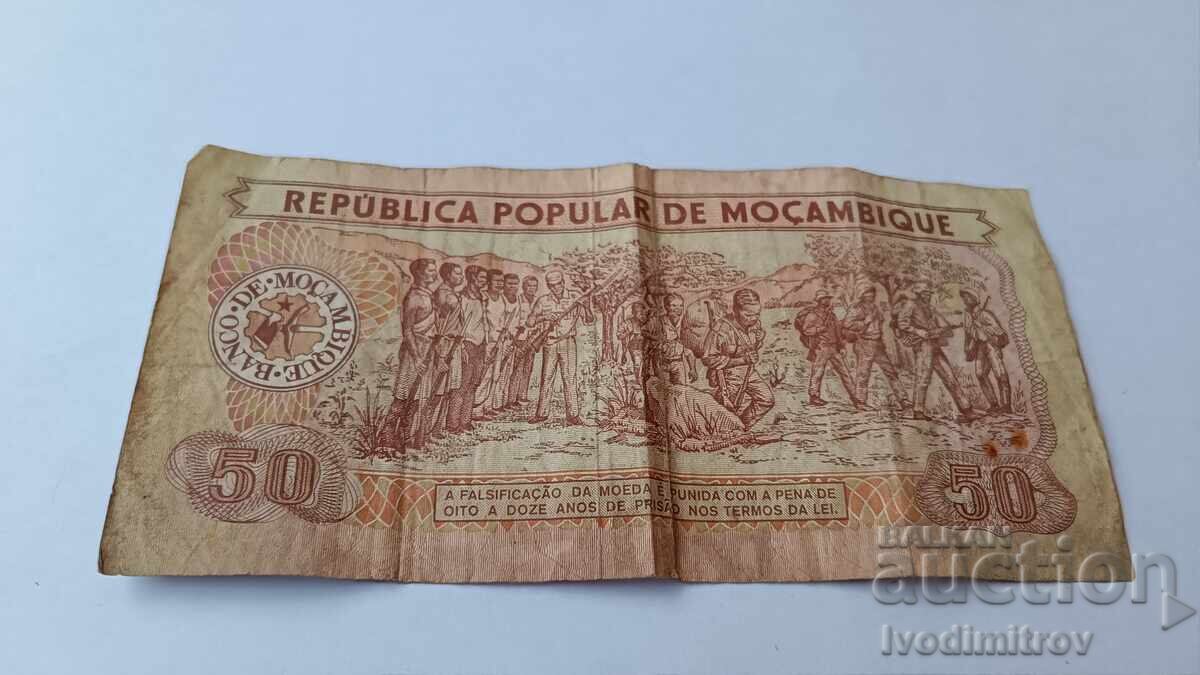 REPÚBLICA POPULAR DE MOÇAMBIQUE
BANCO·DE·MOÇAMBIQUE·
50
A FALSIFICAÇÃO DA MOEDA É PUNIDA COM A PENA DE
OITO A DOZE ANOS DE PRISÃO NOS TERMOS DA LEI.
50
BALKAN
auction
Ivodimitrov